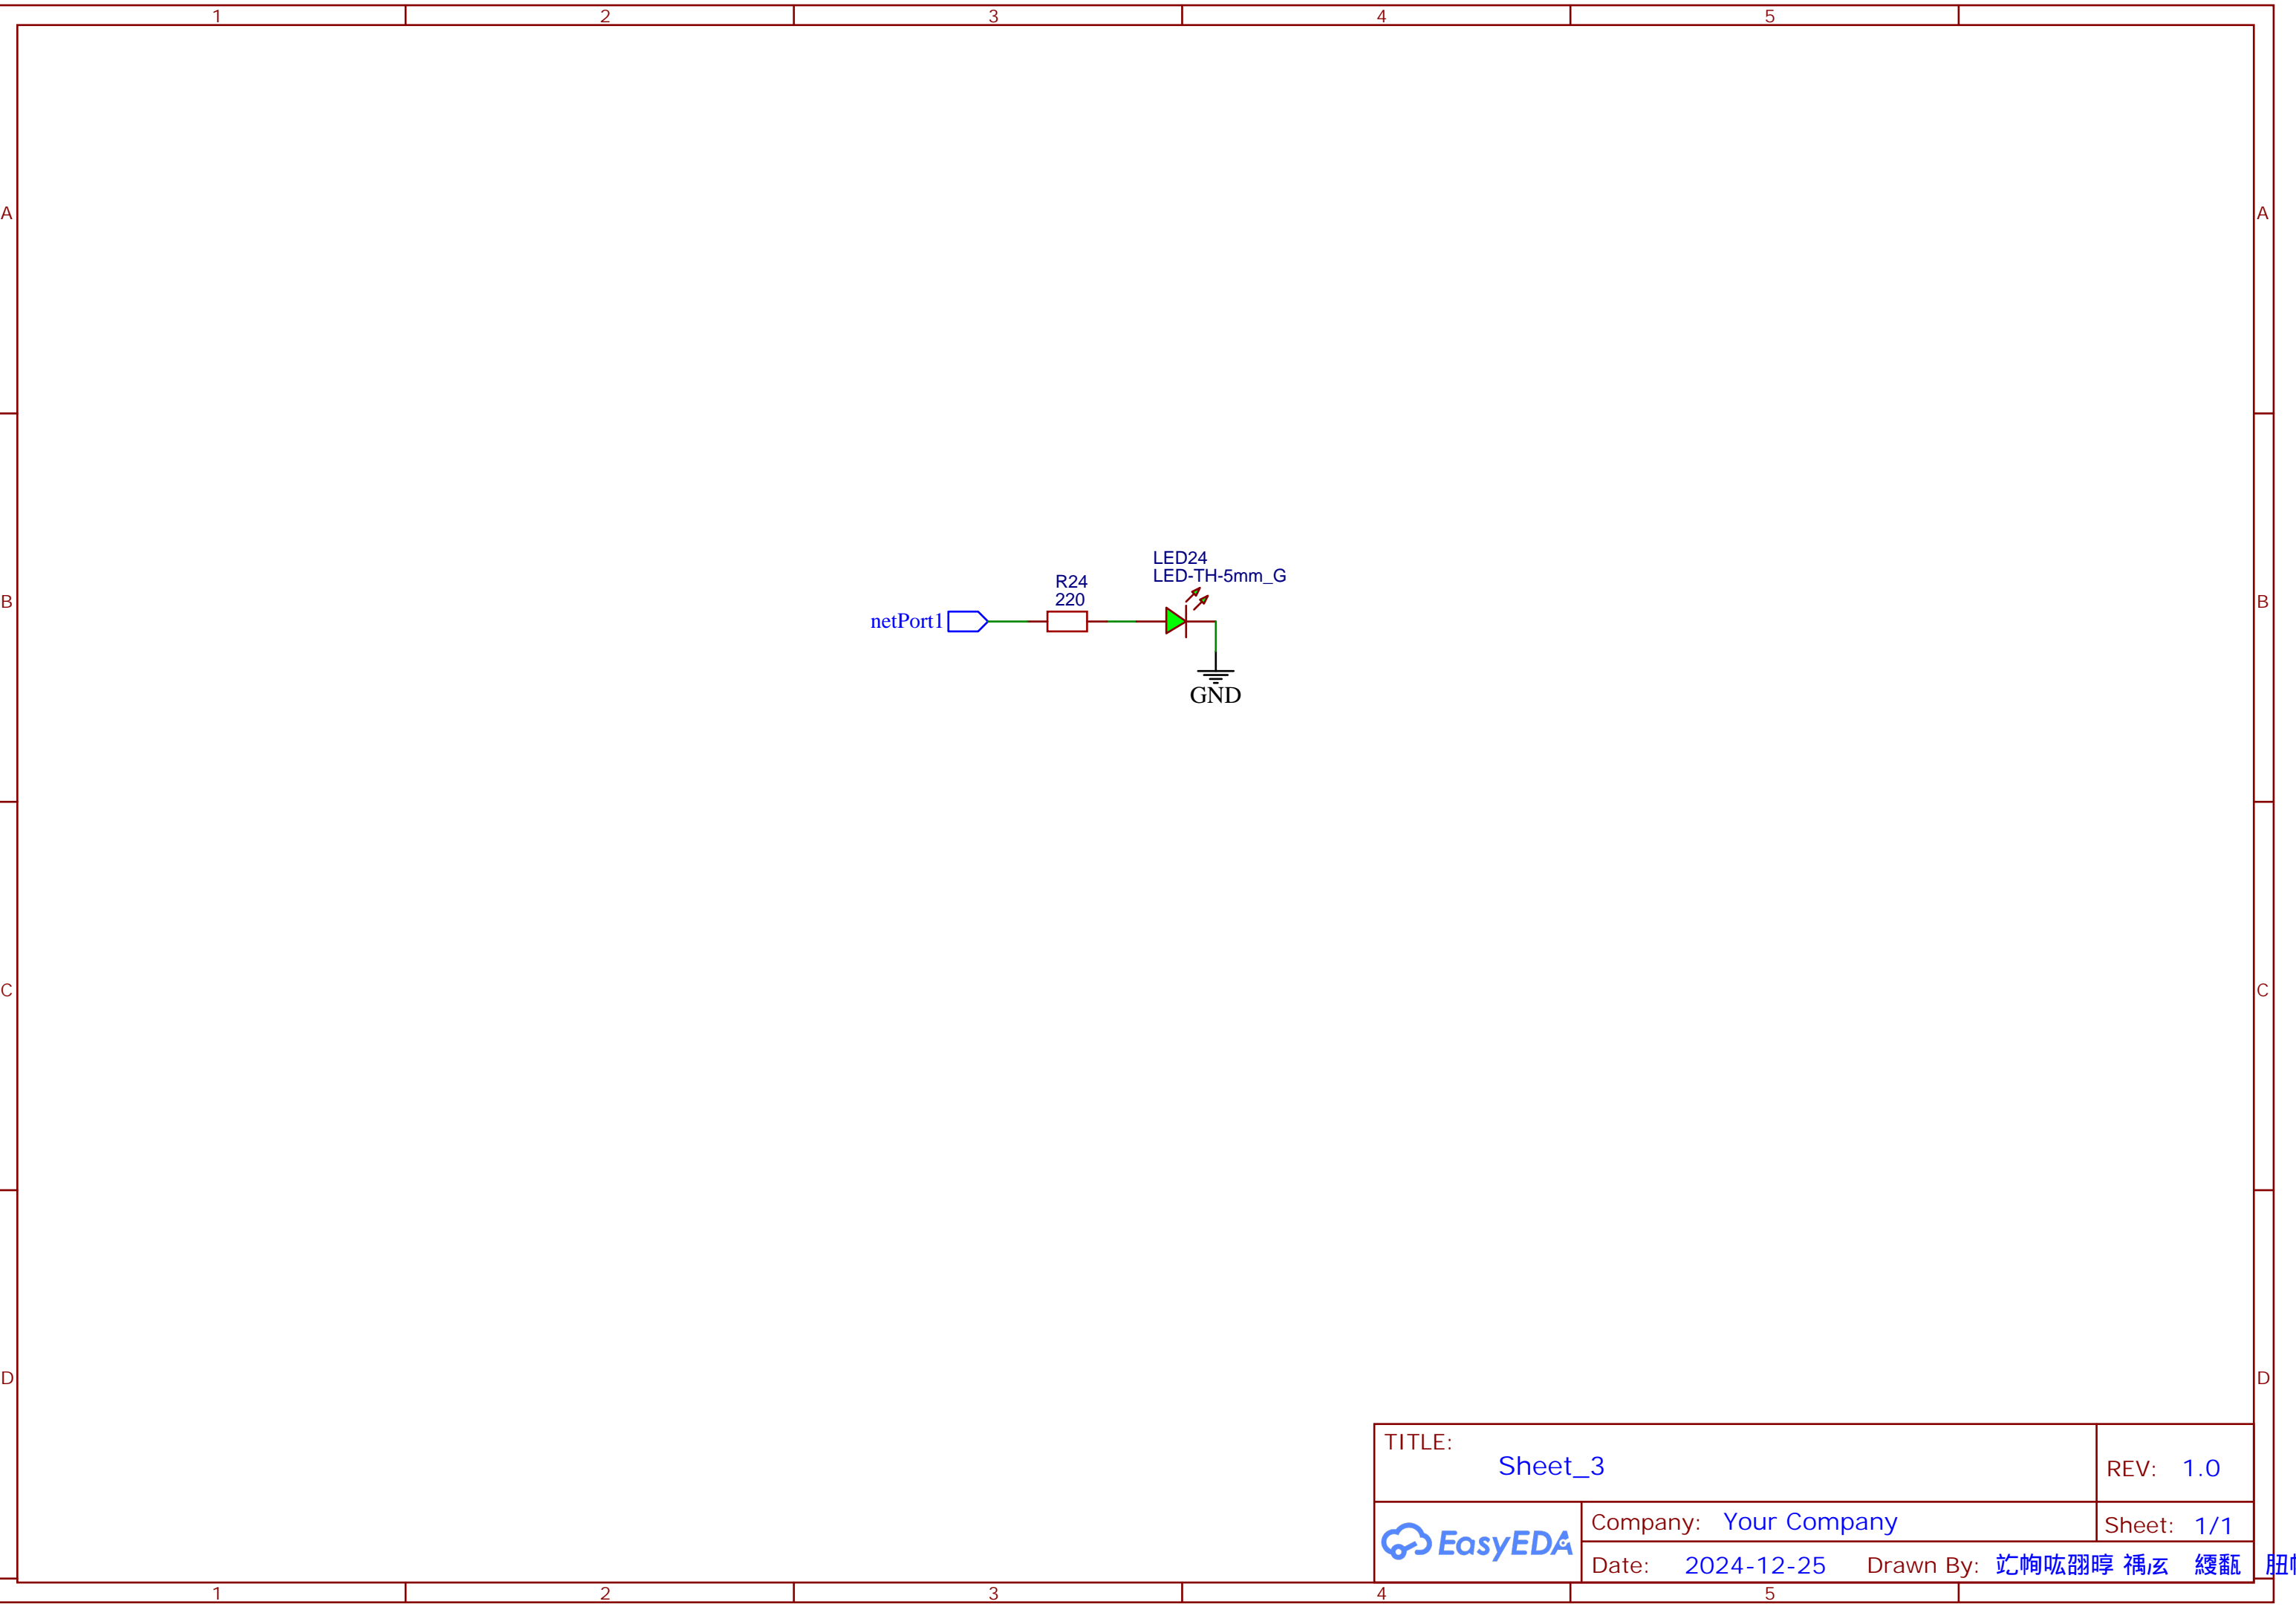 1 2 3 4 5
A A
LED24
LED-TH-5mm_G
R24
220
B B
netPort1
GND
C C
D D
TITLE:
Sheet_3
REV: 1.0
EasyEDA
Company: Your Company
Sheet: 1/1
Date: 2024-12-25 Drawn By:
1 2 3 4 5